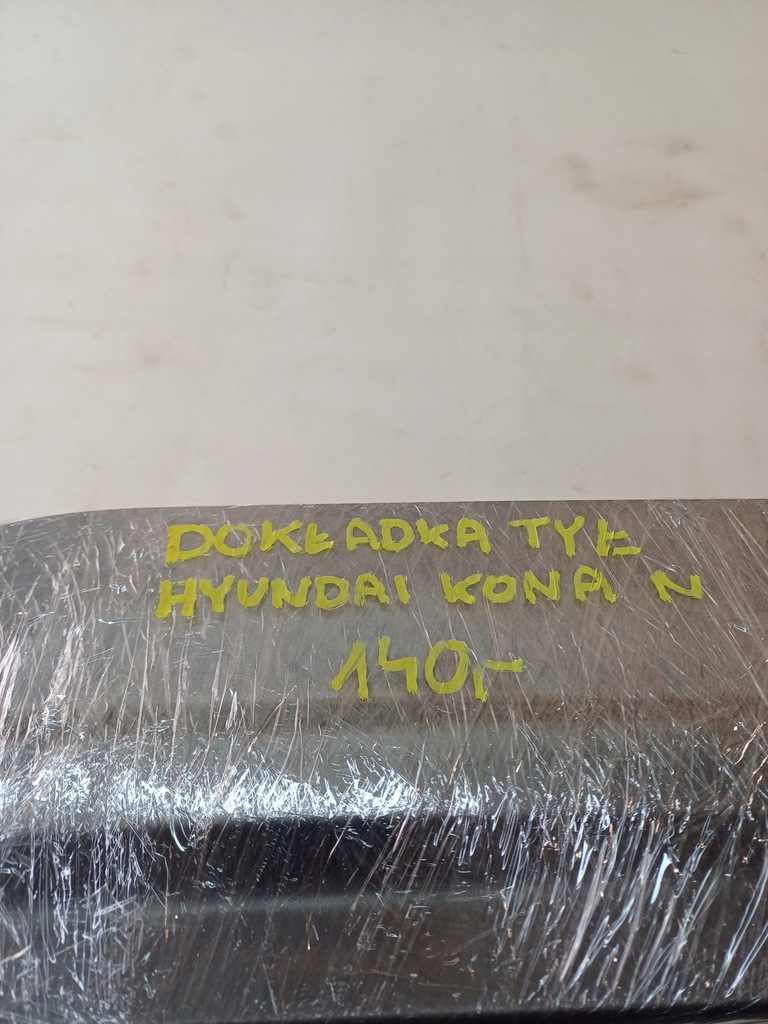 DOKŁADKA TYŁ
HYUNDAI KONA N
140,-